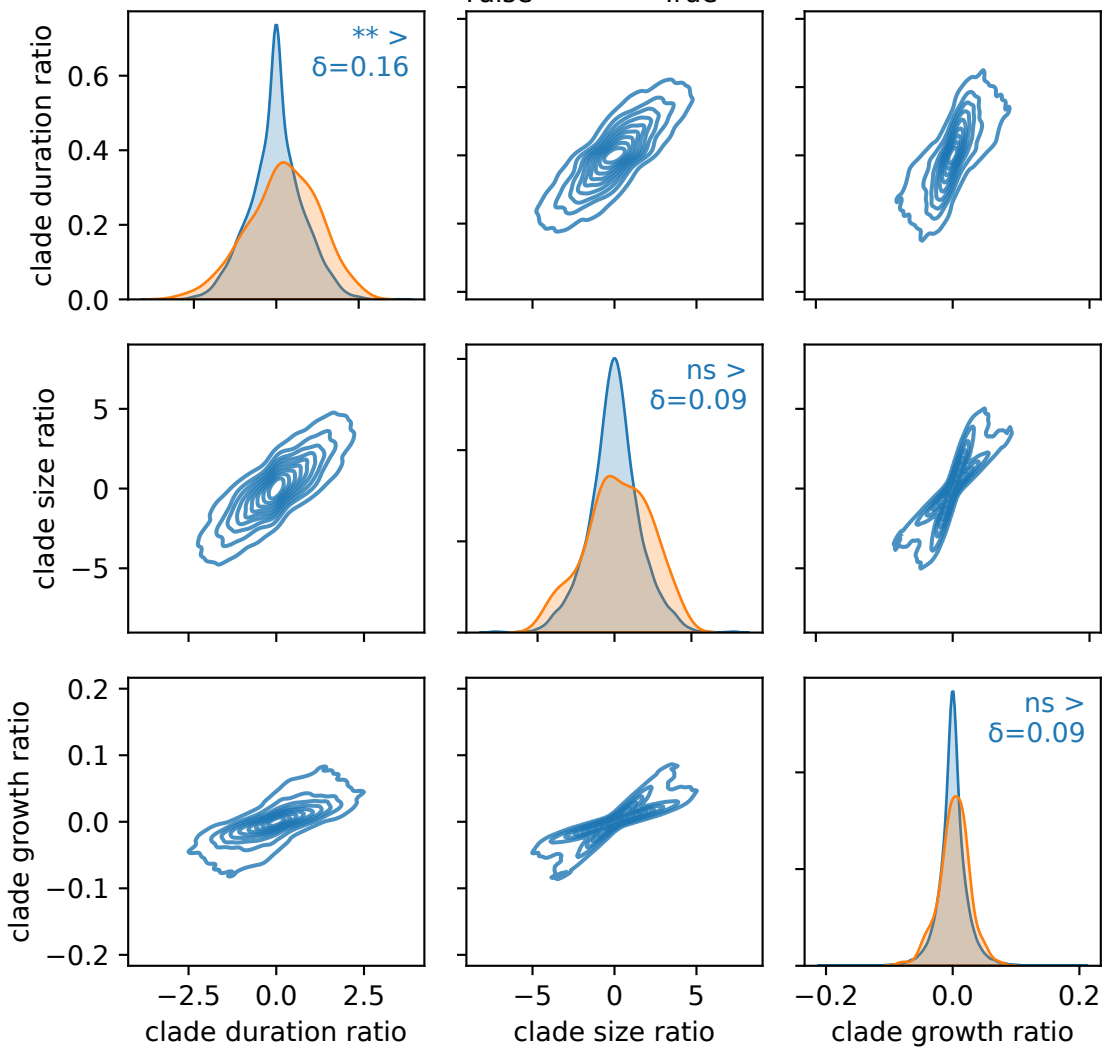 clade duration ratio
0.6
0.4
0.2
0.0
** >
δ=0.16
clade size ratio
5
0
−5
ns >
δ=0.09
clade growth ratio
0.2
0.1
0.0
−0.1
−0.2
ns >
δ=0.09
−2.5 0.0 2.5
−5 0 5
−0.2 0.0 0.2
clade duration ratio
clade size ratio
clade growth ratio